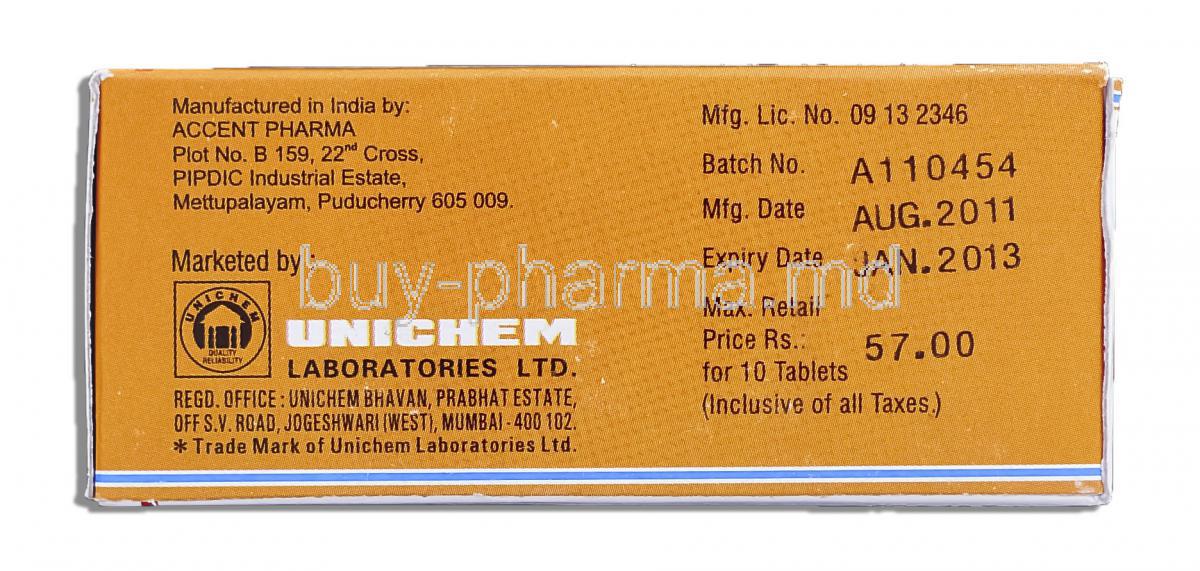 Manufactured in India by:
ACCENT PHARMA
Plot No. B 159, 22nd Cross,
PIPDIC Industrial Estate,
Mettupalayam, Puducherry 605 009.
Marketed by :
UNICHEM
QUALITY
RELIABILITY
UNICHEM
LABORATORIES LTD.
REGD. OFFICE : UNICHEM BHAVAN, PRABHAT ESTATE,
OFF S.V. ROAD, JOGESHWARI (WEST), MUMBAI - 400 102.
* Trade Mark of Unichem Laboratories Ltd.
Mfg. Lic. No. 09 13 2346
Batch No. A110454
Mfg. Date AUG.2011
Expiry Date JAN.2013
Max. Retail
Price Rs.: 57.00
for 10 Tablets
(Inclusive of all Taxes.)
buy-pharma.md